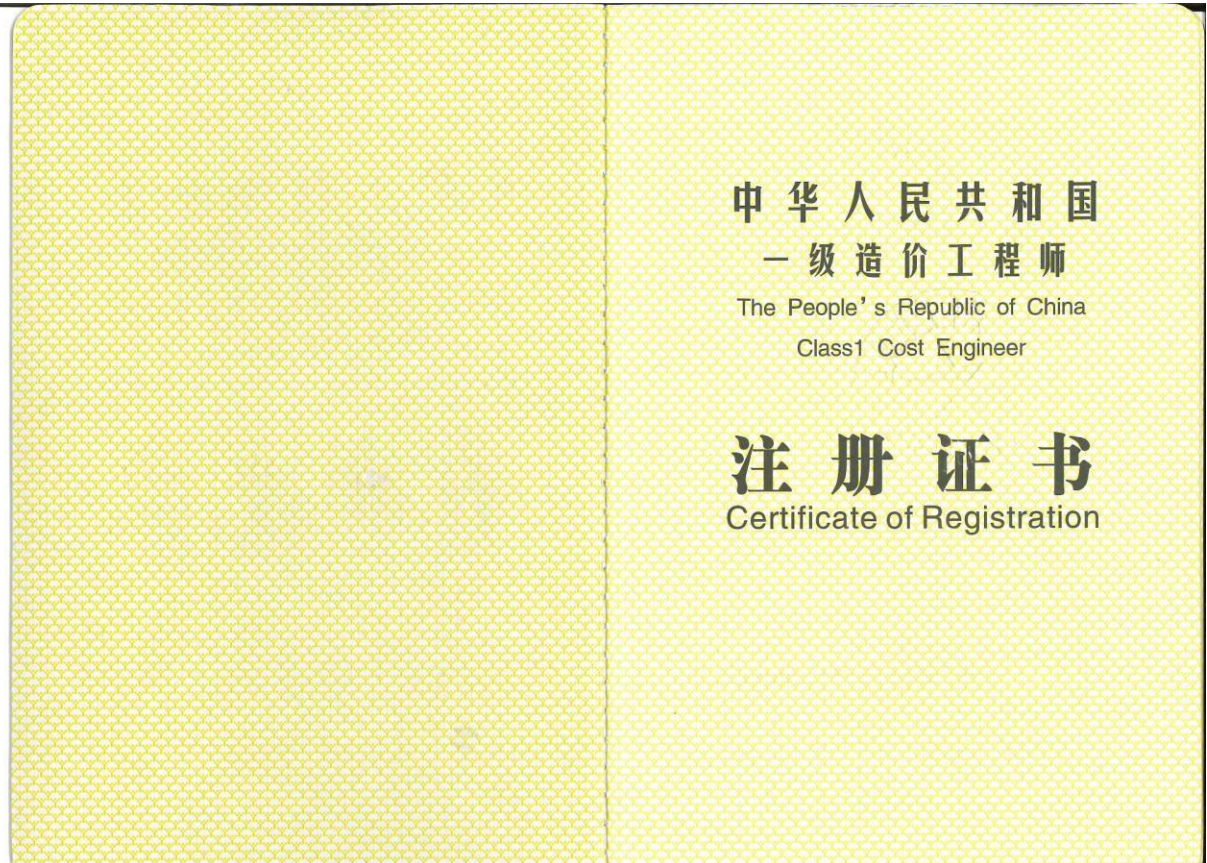 中华人民共和国
一级造价工程师
The People's Republic of China
Class1 Cost Engineer
注册证书
Certificate of Registration